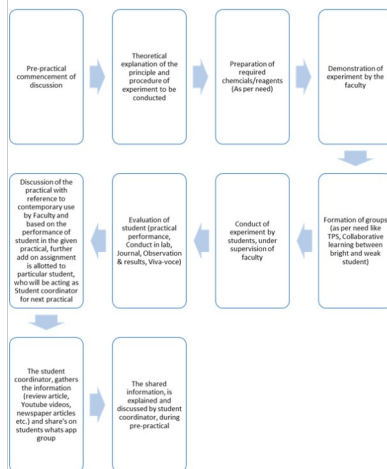 Pre-practical
commencement of
discussion
Theoretical
explanation of the
principle and
procedure of
experiment to be
conducted
Preparation of
required
chemcials/reagents
(As per need)
Demonstration of
experiment by the
faculty
Formation of groups
(as per need like
TPS, Collaborative
learning between
bright and weak
student)
Conduct of
experiment by
students, under
supervision of
faculty
Evaluation of
student (practical
performance,
Conduct in lab,
Journal, Observation
& results, Viva-voce)
Discussion of the
practical with
reference to
contemporary use
by Faculty and
based on the
performance of
student in the given
practical, further
add on assignment
is allotted to
particular student,
who will be acting as
Student coordinator
for next practical
The student
coordinator, gathers
the information
(review article,
Youtube videos,
newspaper articles
etc.) and share's on
students whats app
group
The shared
information, is
explained and
discussed by student
coordinator, during
pre-practical